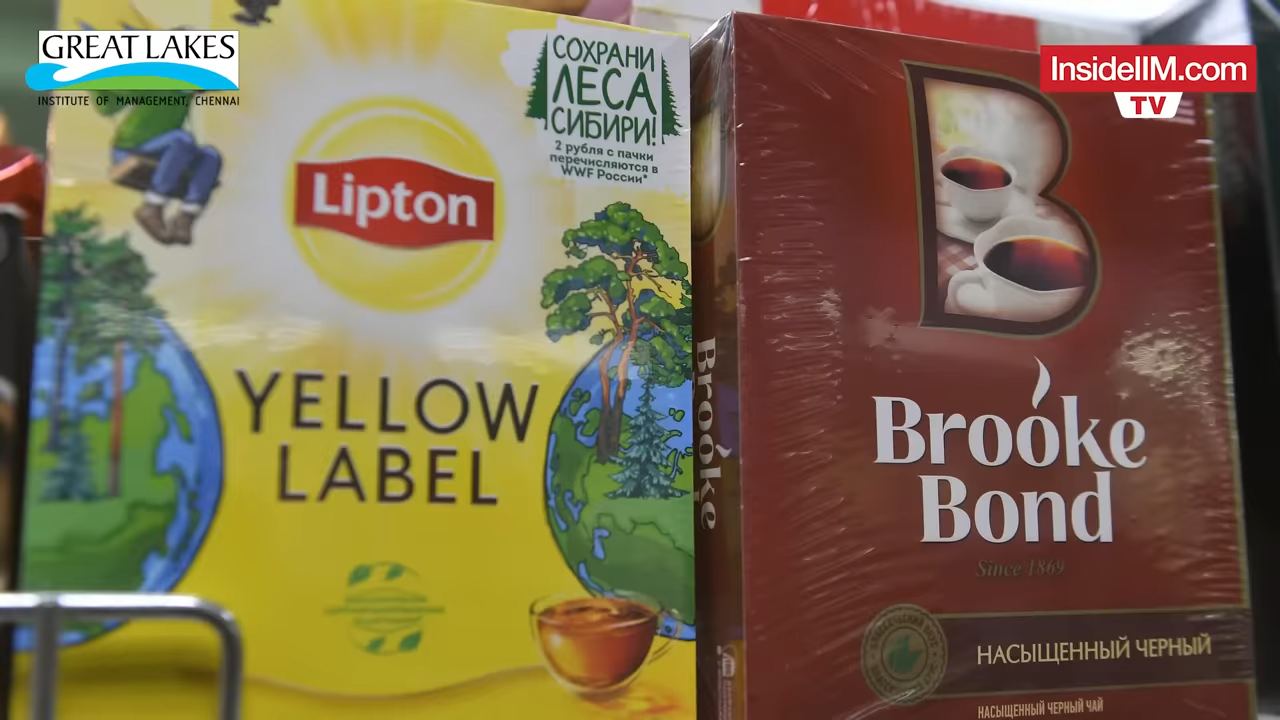 GREAT LAKES
INSTITUTE OF MANAGEMENT, CHENNAI
InsideIIM.com
TV
СОХРАНИ
ЛЕСА
СИБИРИ!
2 рубля с пачки
перечисляются в
WWF России*
Lipton
YELLOW
LABEL
Brooke
Brooke
Bond
Since 1869
НАСЫЩЕННЫЙ ЧЕРНЫЙ
НАСЫЩЕННЫЙ ЧЕРНЫЙ ЧАЙ